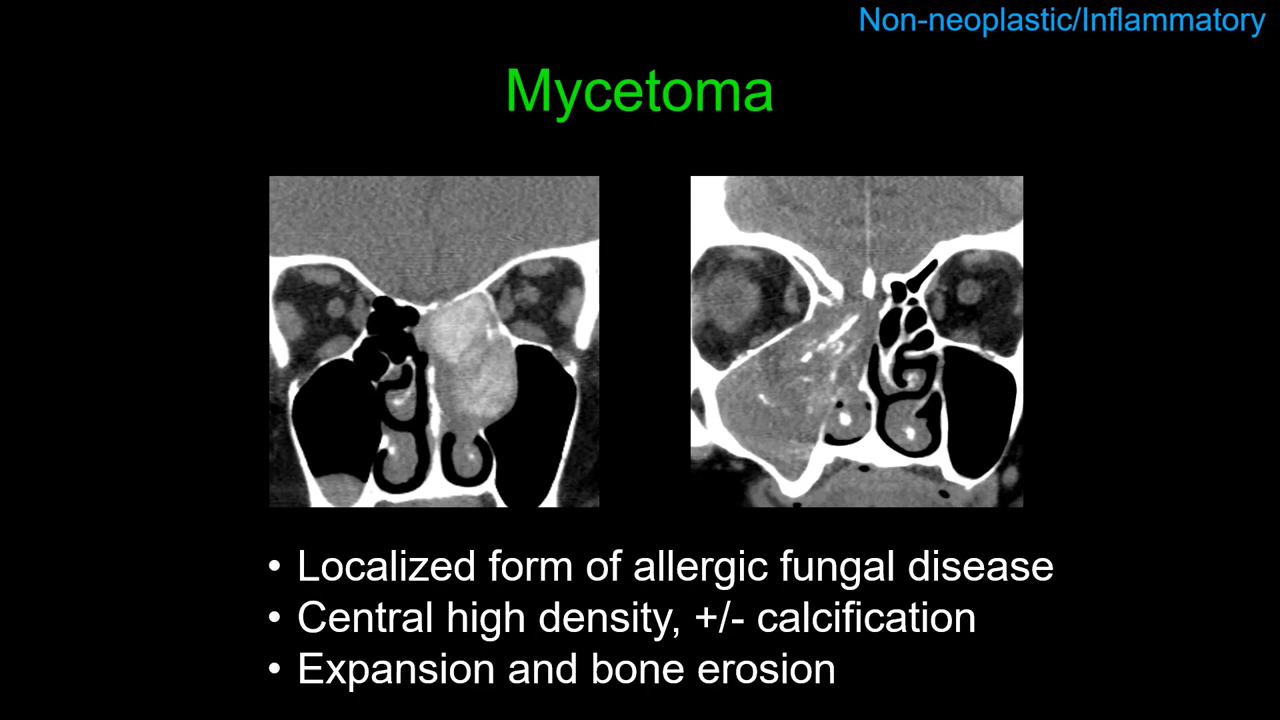 Non-neoplastic/Inflammatory
Mycetoma
• Localized form of allergic fungal disease
• Central high density, +/- calcification
• Expansion and bone erosion